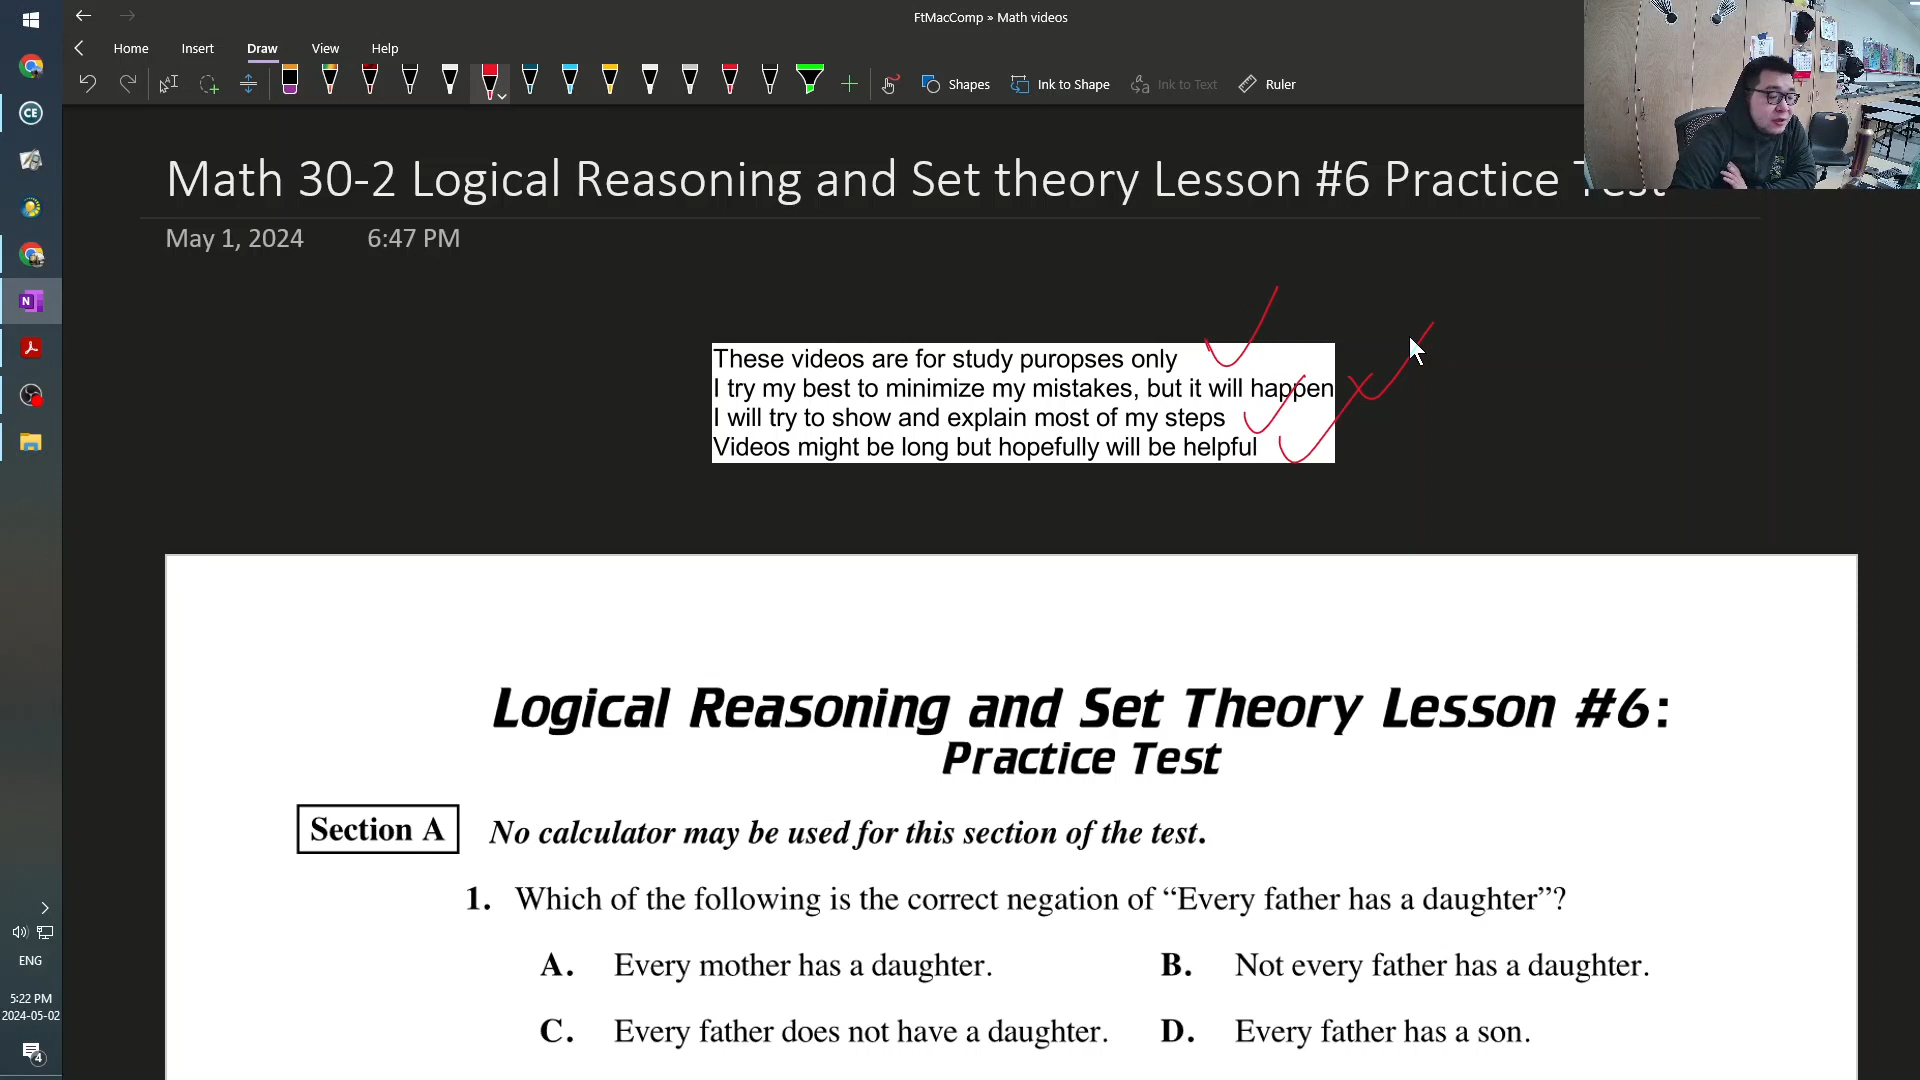 FtMacComp » Math videos
Home Insert Draw View Help
Shapes Ink to Shape Ink to Text Ruler
CE
N
Math 30-2 Logical Reasoning and Set theory Lesson #6 Practice Test
May 1, 2024 6:47 PM
These videos are for study puropses only
I try my best to minimize my mistakes, but it will happen
I will try to show and explain most of my steps
Videos might be long but hopefully will be helpful
Logical Reasoning and Set Theory Lesson #6:
Practice Test
Section A No calculator may be used for this section of the test.
1. Which of the following is the correct negation of “Every father has a daughter”?
A. Every mother has a daughter. B. Not every father has a daughter.
C. Every father does not have a daughter. D. Every father has a son.
ENG
5:22 PM
2024-05-02
4